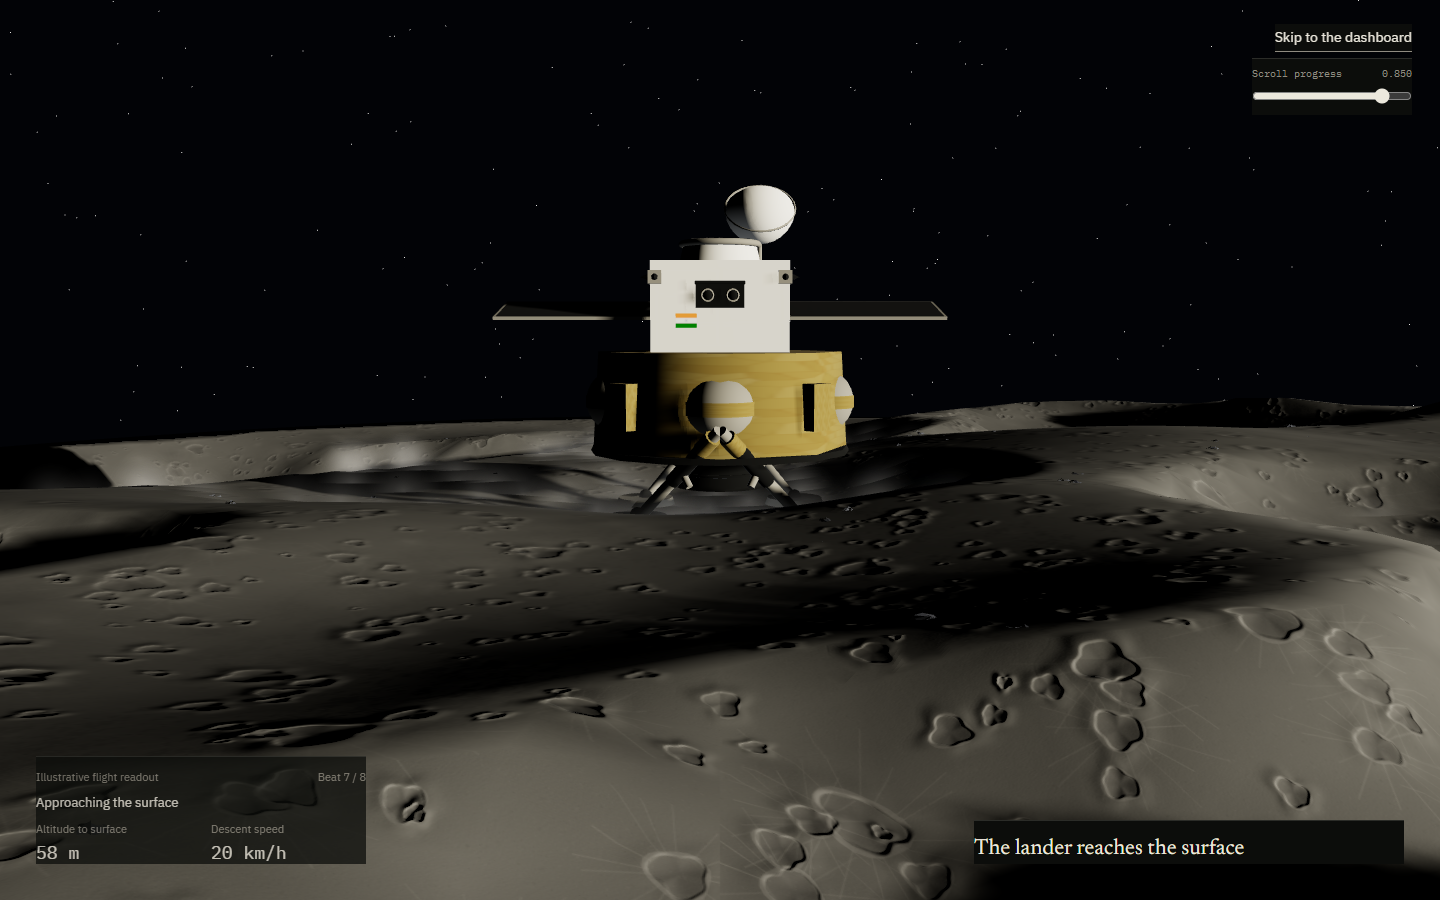 Skip to the dashboard
Scroll progress 0.850
Illustrative flight readout Beat 7 / 8
Approaching the surface
Altitude to surface Descent speed
58 m 20 km/h
The lander reaches the surface